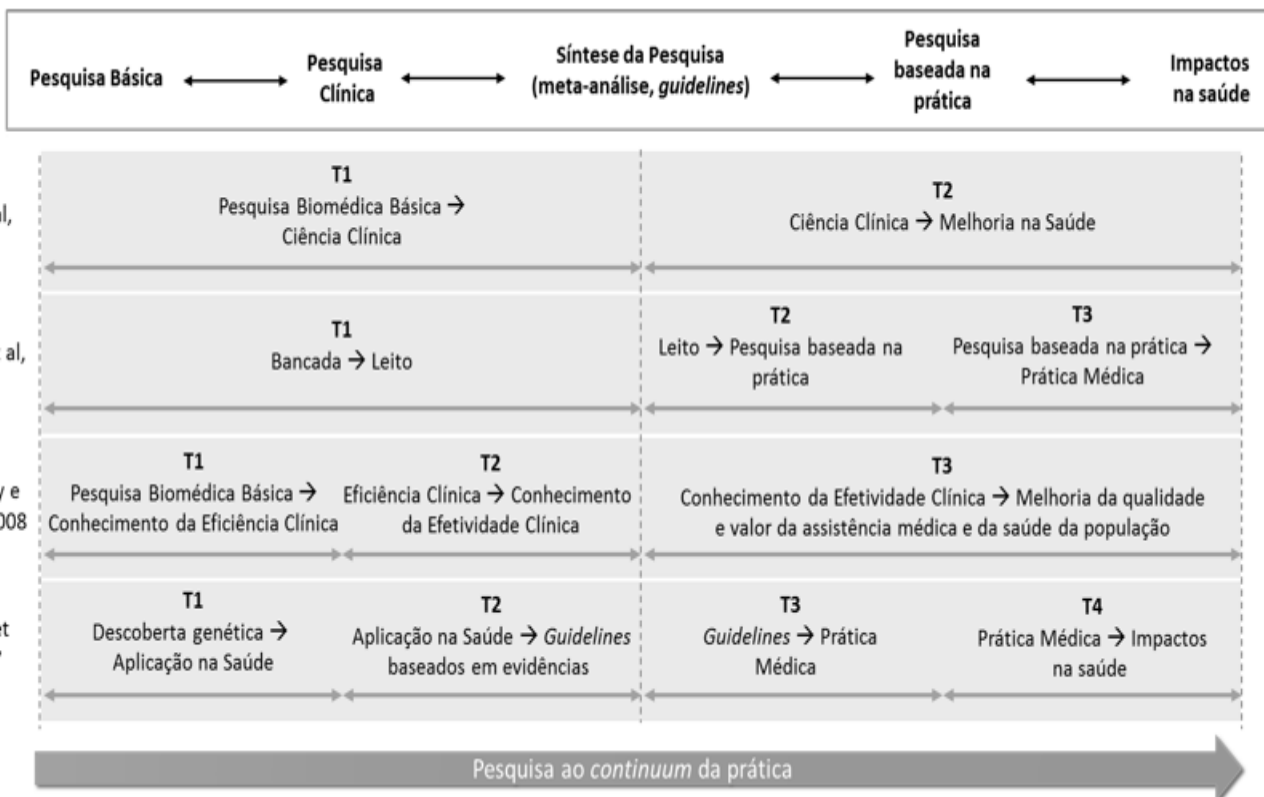 Pesquisa Básica
Pesquisa
Clínica
Síntese da Pesquisa
(meta-análise, guidelines)
Pesquisa
baseada na
prática
Impactos
na saúde
al,
T1
Pesquisa Biomédica Básica →
Ciência Clínica
T2
Ciência Clínica → Melhoria na Saúde
al,
T1
Bancada → Leito
T2
Leito → Pesquisa baseada na
prática
T3
Pesquisa baseada na prática →
Prática Médica
e
008
T1
Pesquisa Biomédica Básica →
Conhecimento da Eficiência Clínica
T2
Eficiência Clínica → Conhecimento
da Efetividade Clínica
T3
Conhecimento da Efetividade Clínica → Melhoria da qualidade
e valor da assistência médica e da saúde da população
et
T1
Descoberta genética →
Aplicação na Saúde
T2
Aplicação na Saúde → Guidelines
baseados em evidências
T3
Guidelines → Prática
Médica
T4
Prática Médica → Impactos
na saúde
Pesquisa ao continuum da prática